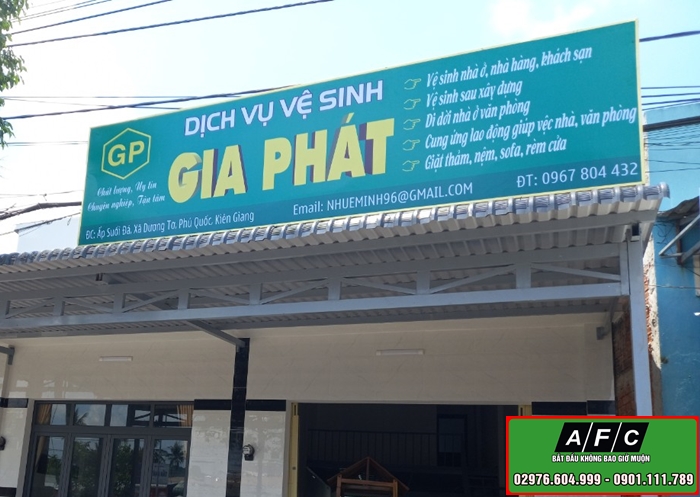 GP
Chất lượng, Uy tín
Chuyên nghiệp, Tận tâm
DỊCH VỤ VỆ SINH
GIA PHÁT
Vệ sinh nhà ở, nhà hàng, khách sạn
Vệ sinh sau xây dựng
Di dời nhà ở văn phòng
Cung ứng lao động giúp vệc nhà, văn phòng
Giặt thảm, nệm, sofa, rèm cửa
ĐC: Ấp Suối Đá, Xã Dương Tơ, Phú Quốc, Kiên Giang
Email: NHUEMINH96@GMAIL.COM
ĐT: 0967 804 432
AFC
BẮT ĐẦU KHÔNG BAO GIỜ MUỘN
02976.604.999 - 0901.111.789